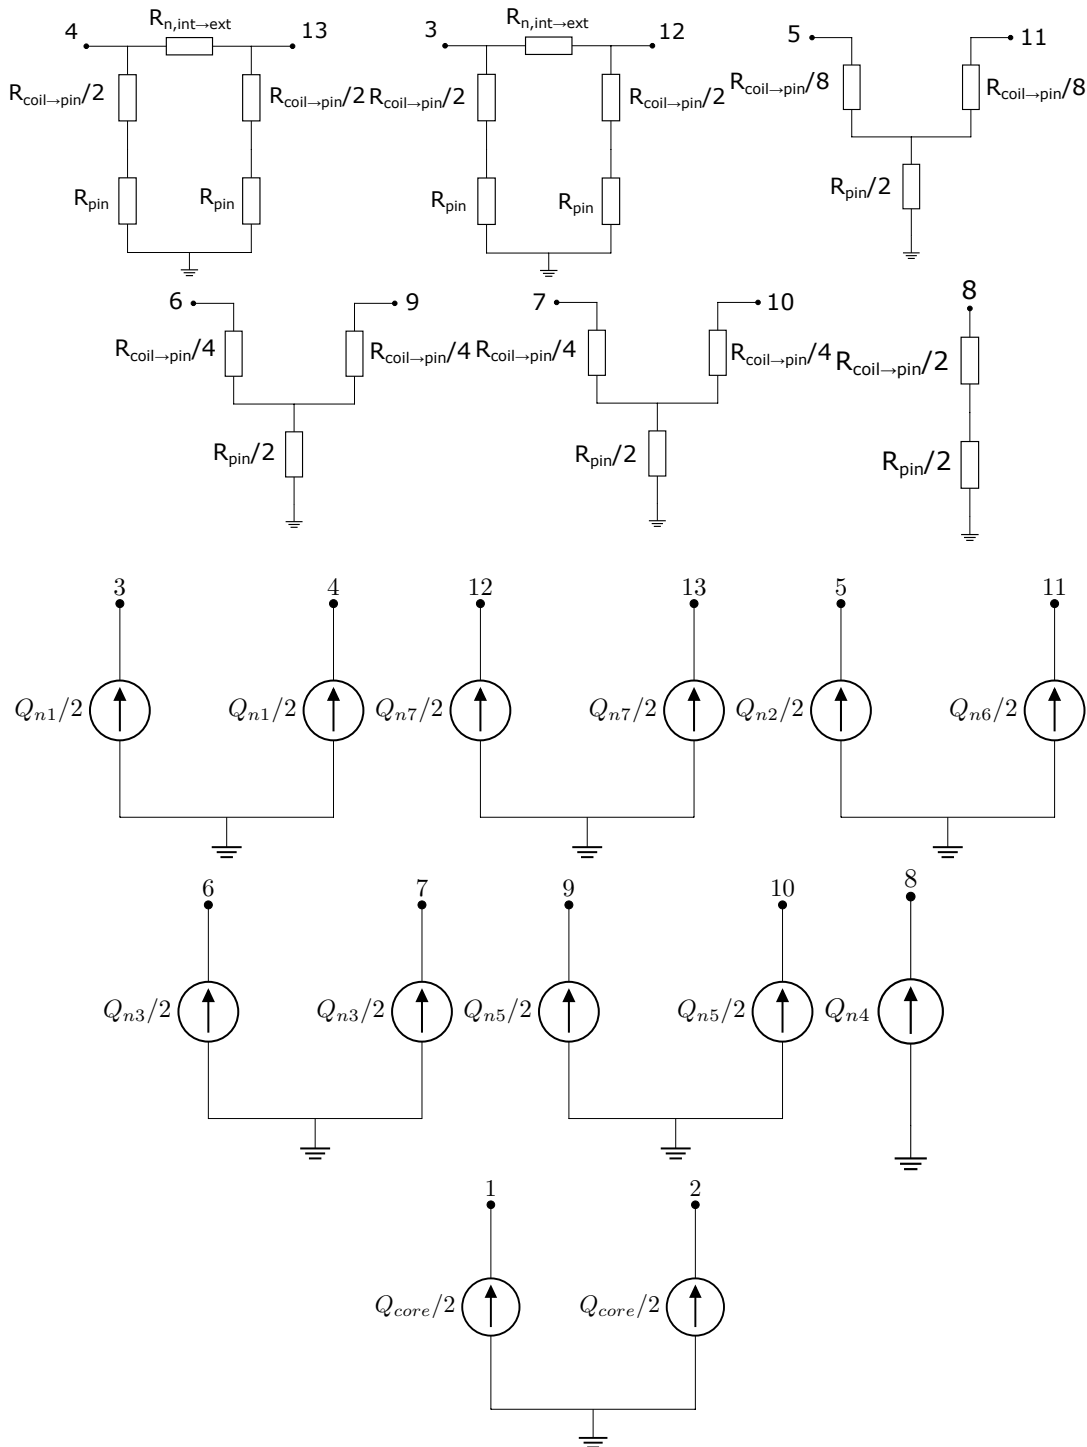 4 R_n,int→ext 13
R_coil→pin/2 R_coil→pin/2
R_pin R_pin
3 R_n,int→ext 12
R_coil→pin/2 R_coil→pin/2
R_pin R_pin
5 11
R_coil→pin/8 R_coil→pin/8
R_pin/2
6 9
R_coil→pin/4 R_coil→pin/4
R_pin/2
7 10
R_coil→pin/4 R_coil→pin/4
R_pin/2
8
R_coil→pin/2
R_pin/2
3 4 12 13 5 11
Q_n1/2 Q_n1/2 Q_n7/2 Q_n7/2 Q_n2/2 Q_n6/2
6 7 9 10 8
Q_n3/2 Q_n3/2 Q_n5/2 Q_n5/2 Q_n4
1 2
Q_core/2 Q_core/2